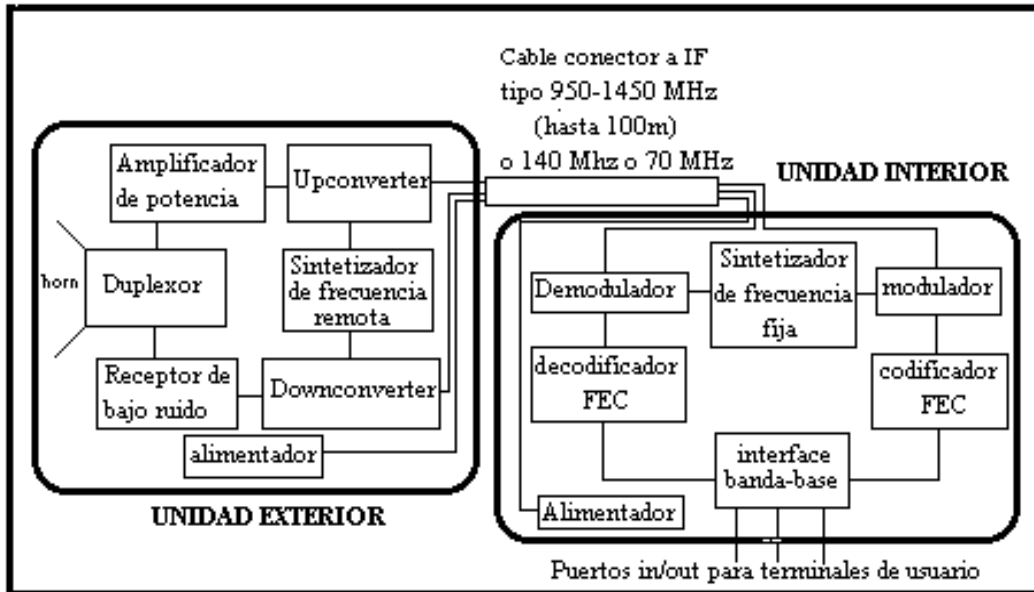 Cable conector a IF
tipo 950-1450 MHz
(hasta 100m)
o 140 Mhz o 70 MHz
UNIDAD INTERIOR
Amplificador
de potencia
Upconverter
horn
Duplexor
Sintetizador
de frecuencia
remota
Receptor de
bajo ruido
Downconverter
alimentador
UNIDAD EXTERIOR
Demodulador
Sintetizador
de frecuencia
fija
modulador
decodificador
FEC
codificador
FEC
interface
banda-base
Alimentador
Puertos in/out para terminales de usuario